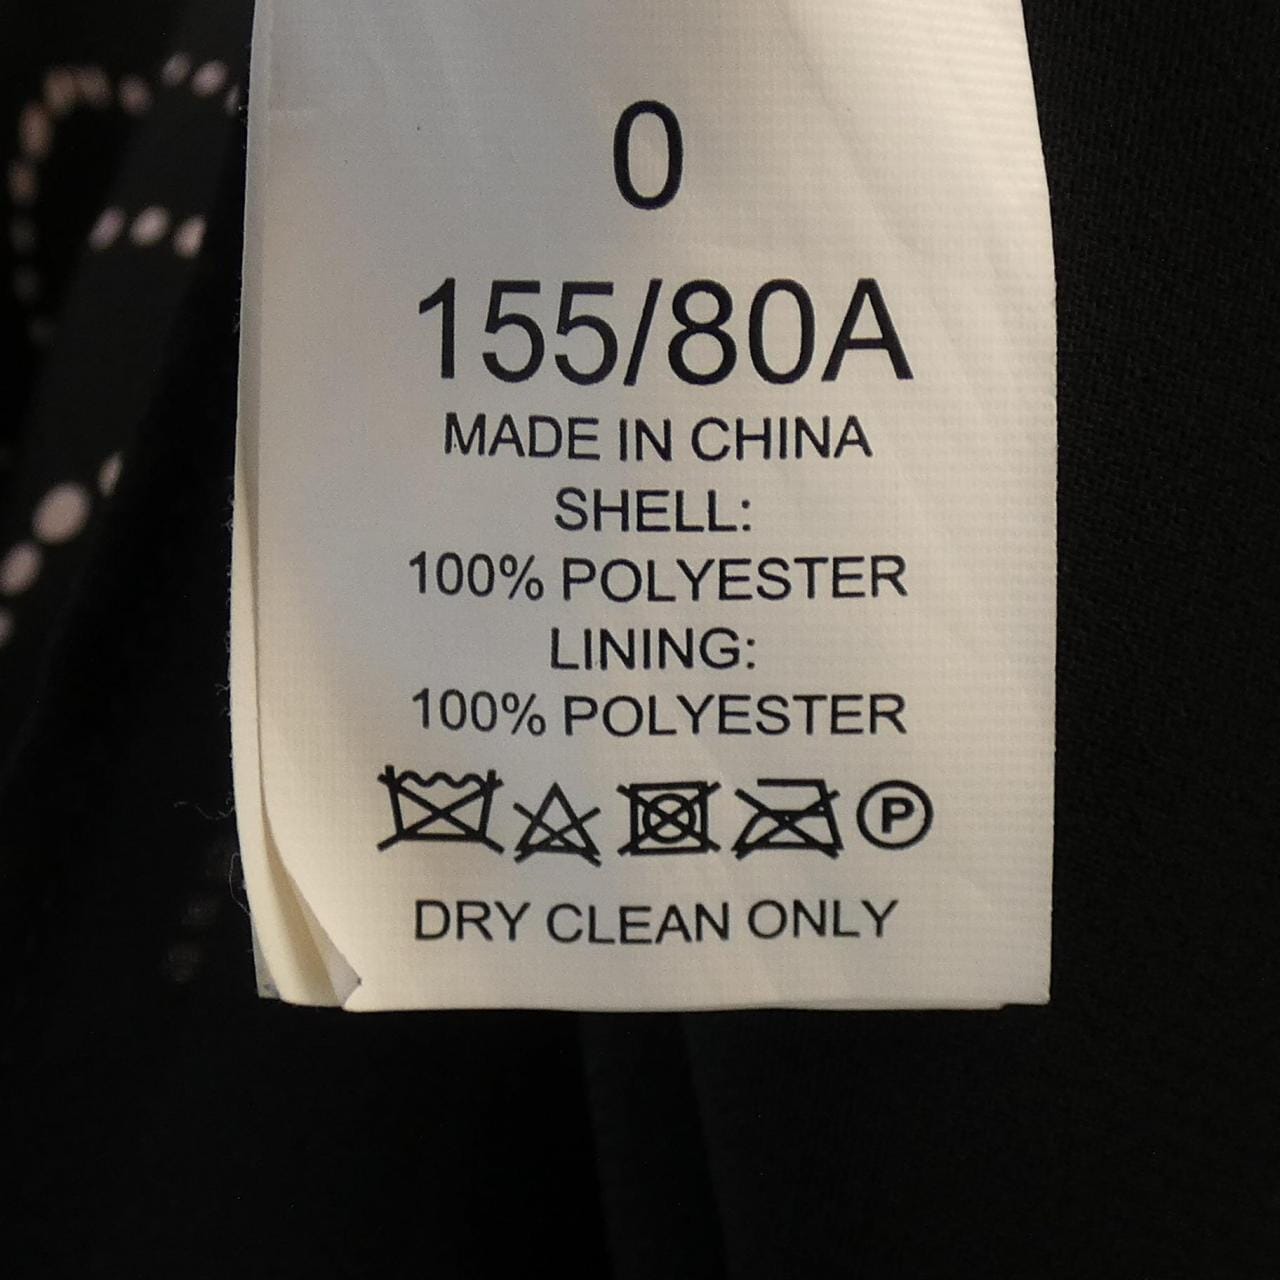 0
155/80A
MADE IN CHINA
SHELL:
100% POLYESTER
LINING:
100% POLYESTER
P
DRY CLEAN ONLY